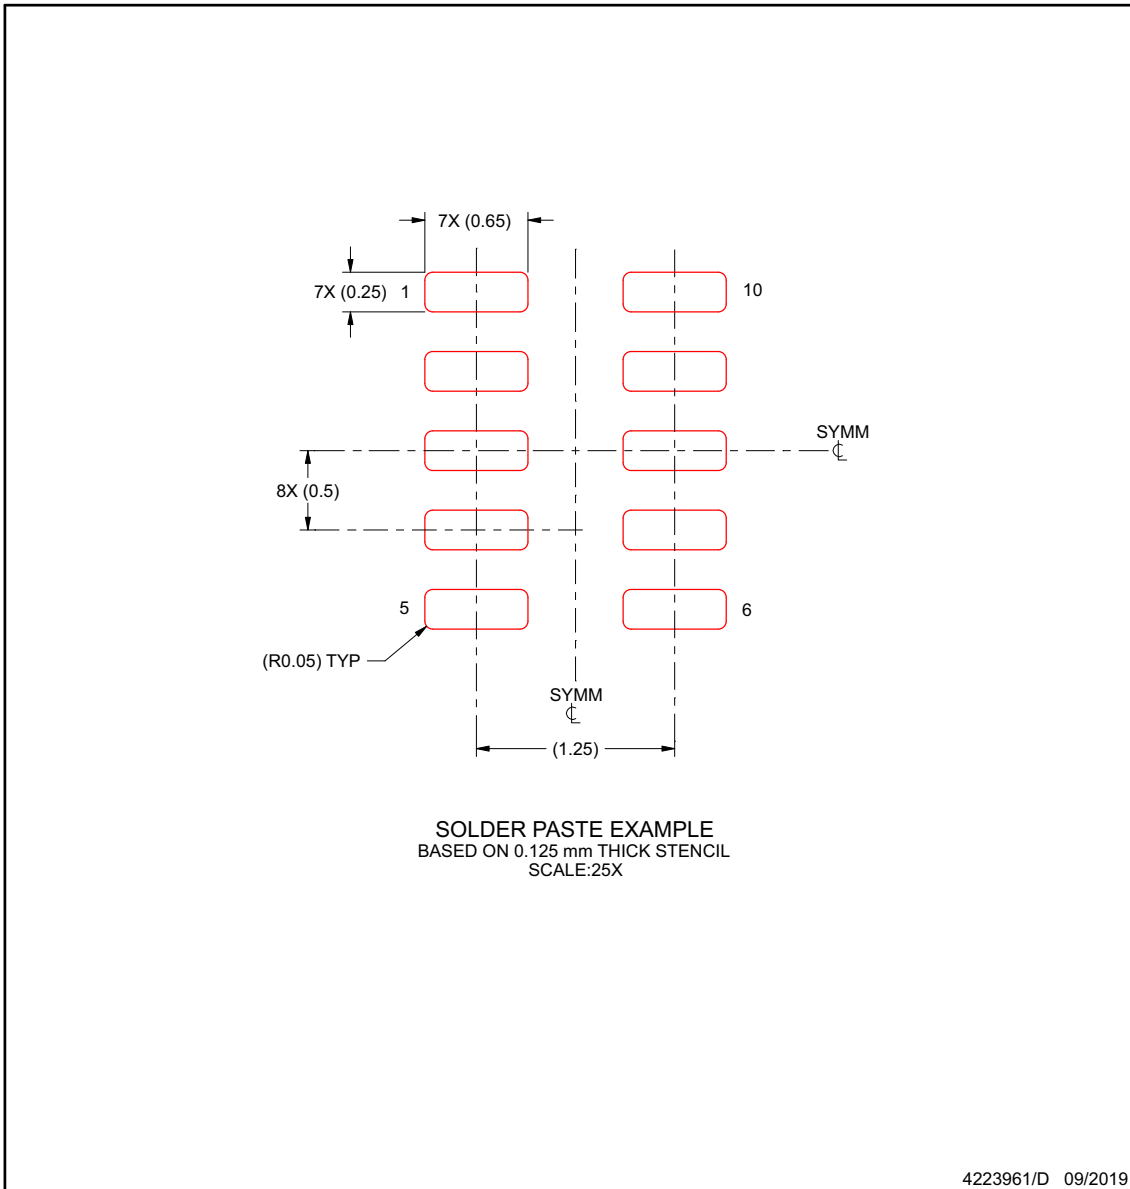 7X (0.65)
7X (0.25)
1
10
SYMM
8X (0.5)
5
6
(R0.05) TYP
SYMM
(1.25)
SOLDER PASTE EXAMPLE
BASED ON 0.125 mm THICK STENCIL
SCALE:25X
4223961/D 09/2019